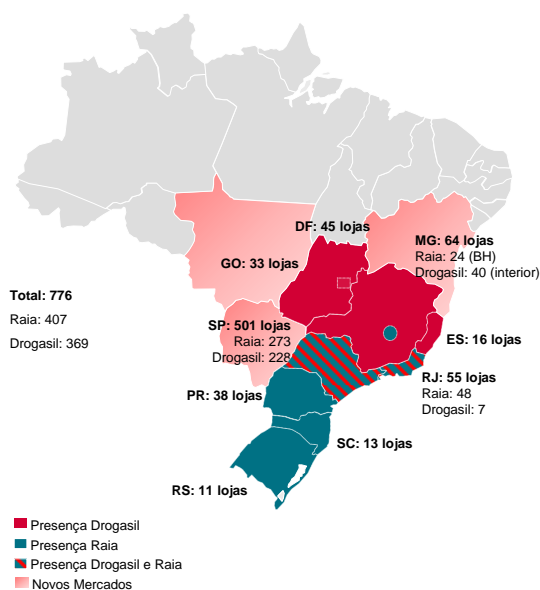 DF: 45 lojas
MG: 64 lojas
Raia: 24 (BH)
Drogasil: 40 (interior)
GO: 33 lojas
Total: 776
Raia: 407
Drogasil: 369
SP: 501 lojas
Raia: 273
Drogasil: 228
ES: 16 lojas
RJ: 55 lojas
Raia: 48
Drogasil: 7
PR: 38 lojas
SC: 13 lojas
RS: 11 lojas
Presença Drogasil
Presença Raia
Presença Drogasil e Raia
Novos Mercados